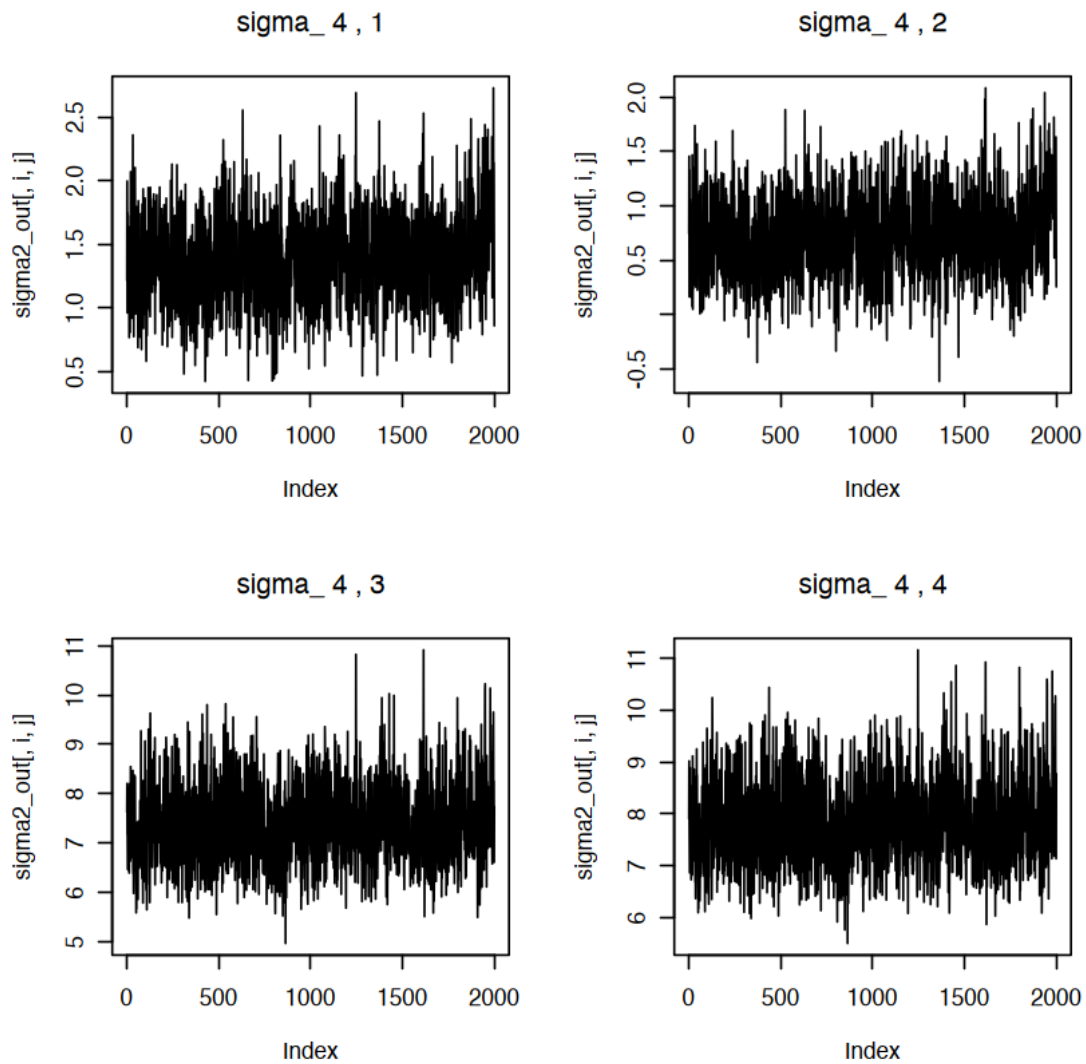 sigma_ 4 , 1
sigma2_out[, i, j]
2.5
2.0
1.5
1.0
0.5
0 500 1000 1500 2000
Index
sigma_ 4 , 2
sigma2_out[, i, j]
2.0
1.5
1.0
0.5
-0.5
0 500 1000 1500 2000
Index
sigma_ 4 , 3
sigma2_out[, i, j]
11
10
9
8
7
6
5
0 500 1000 1500 2000
Index
sigma_ 4 , 4
sigma2_out[, i, j]
11
10
9
8
7
6
0 500 1000 1500 2000
Index